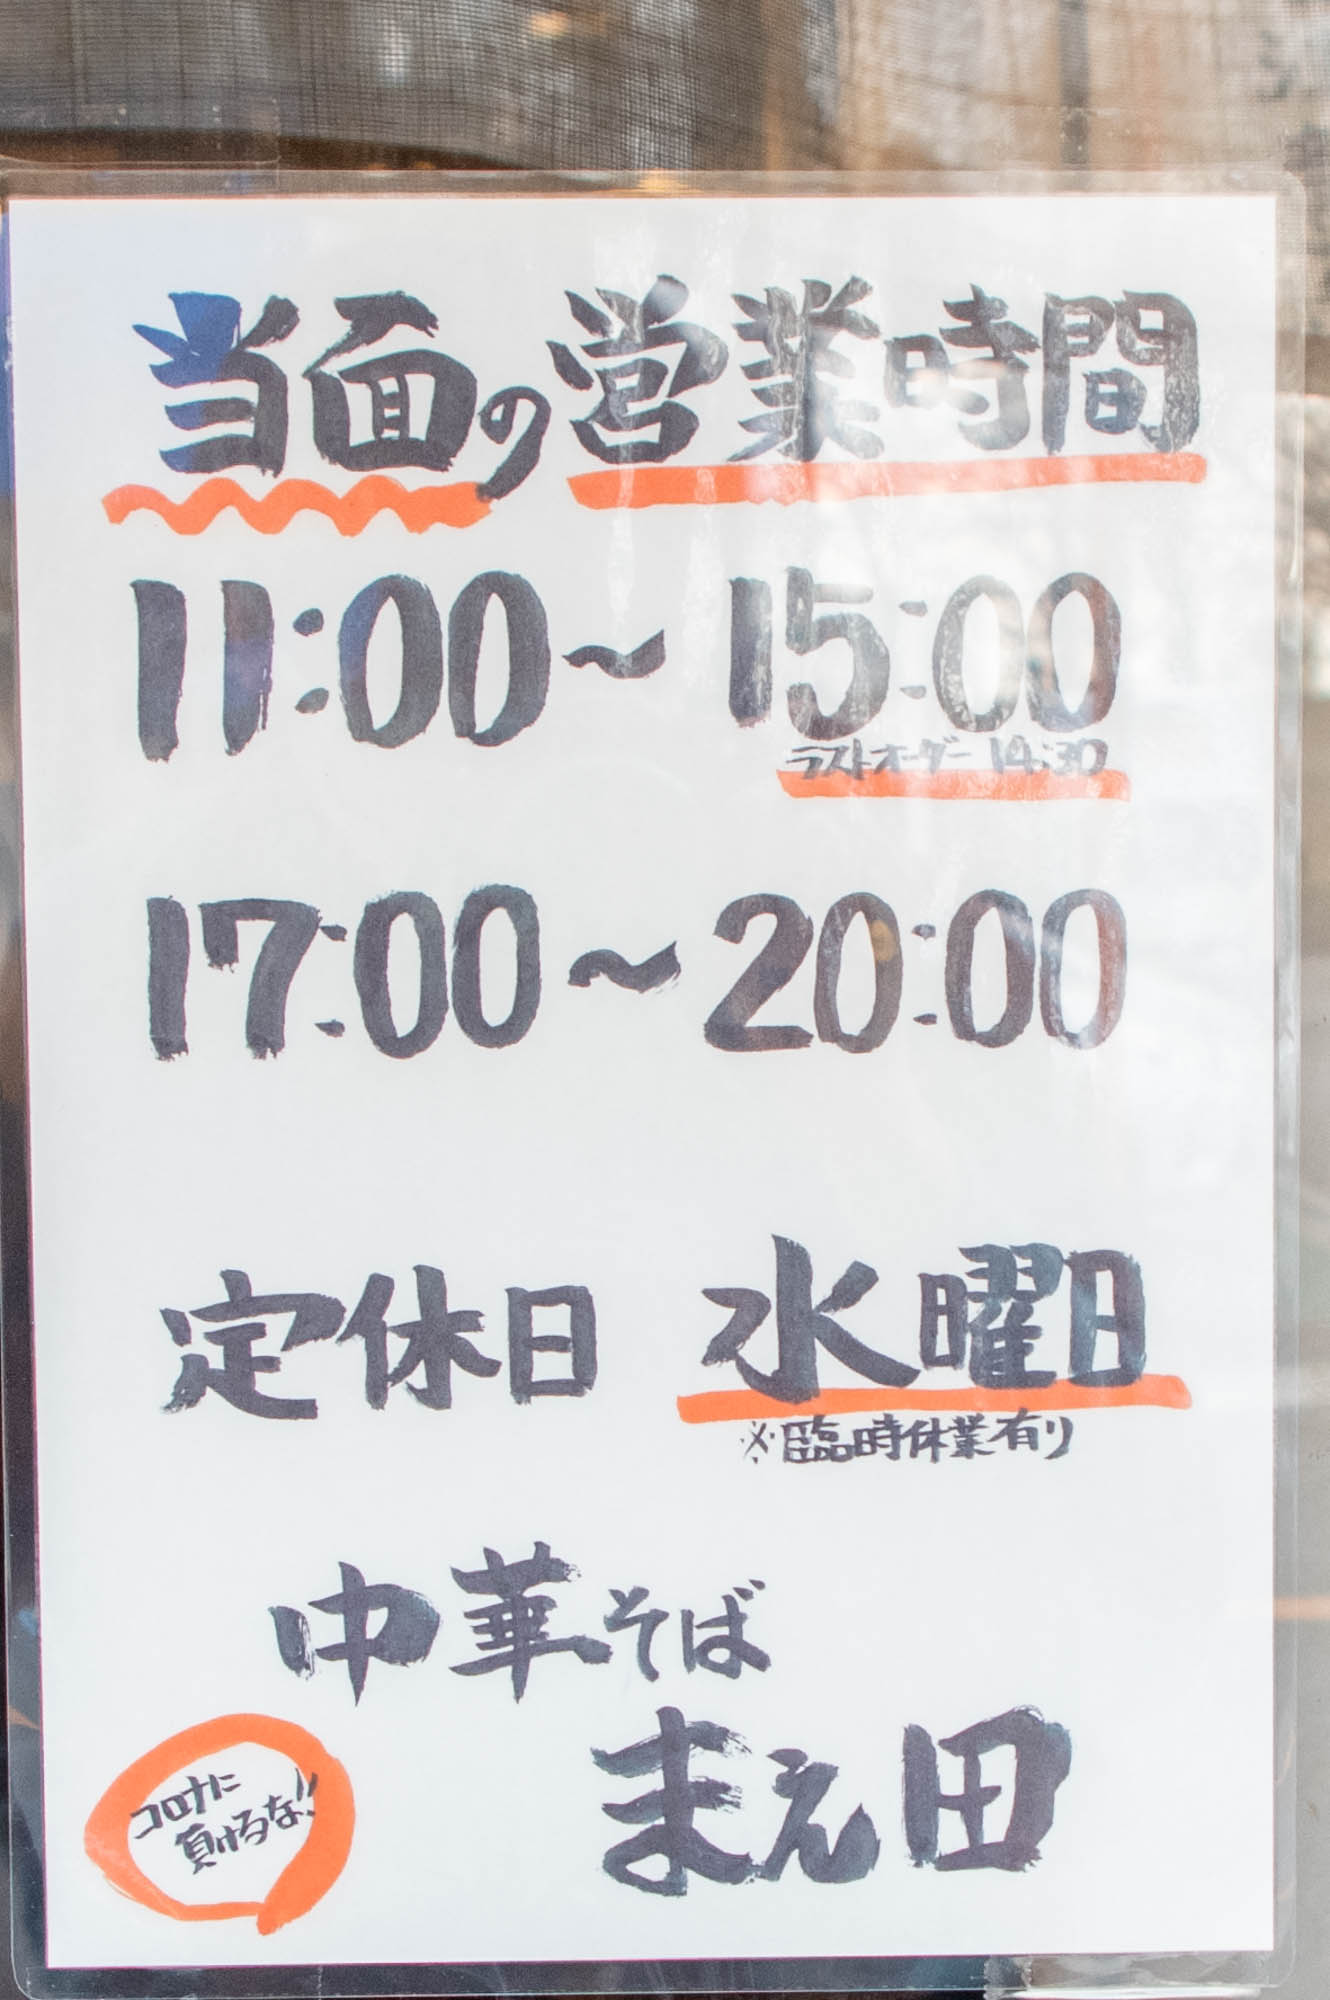 当面の営業時間
11:00～15:00
ラストオーダー 14:30
17:00～20:00
定休日 水曜日
※臨時休業有り
中華そば
まえ田
コロナに
負けるな!!